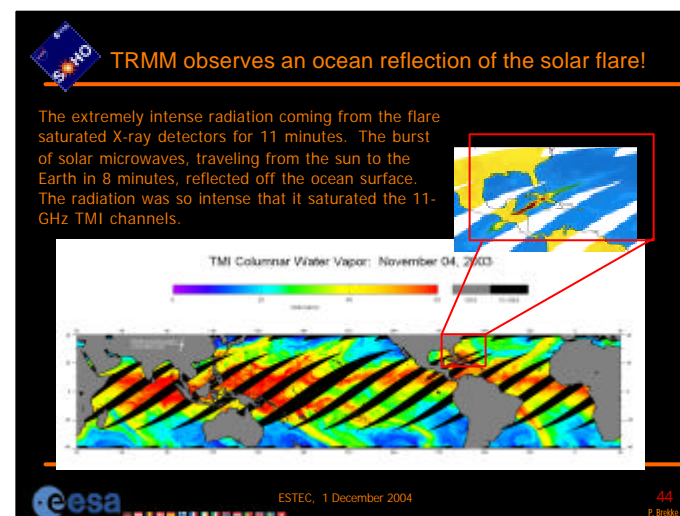 SOHO
TRMM observes an ocean reflection of the solar flare!
The extremely intense radiation coming from the flare
saturated X-ray detectors for 11 minutes. The burst
of solar microwaves, traveling from the sun to the
Earth in 8 minutes, reflected off the ocean surface.
The radiation was so intense that it saturated the 11-
GHz TMI channels.
TMI Columnar Water Vapor: November 04, 2003
esa
ESTEC, 1 December 2004
44
P. Brekke